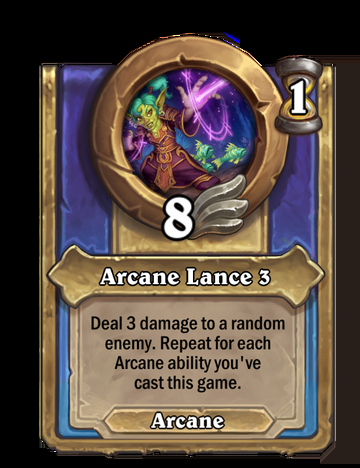 1
8
Arcane Lance 3
Deal 3 damage to a random
enemy. Repeat for each
Arcane ability you've
cast this game.
Arcane